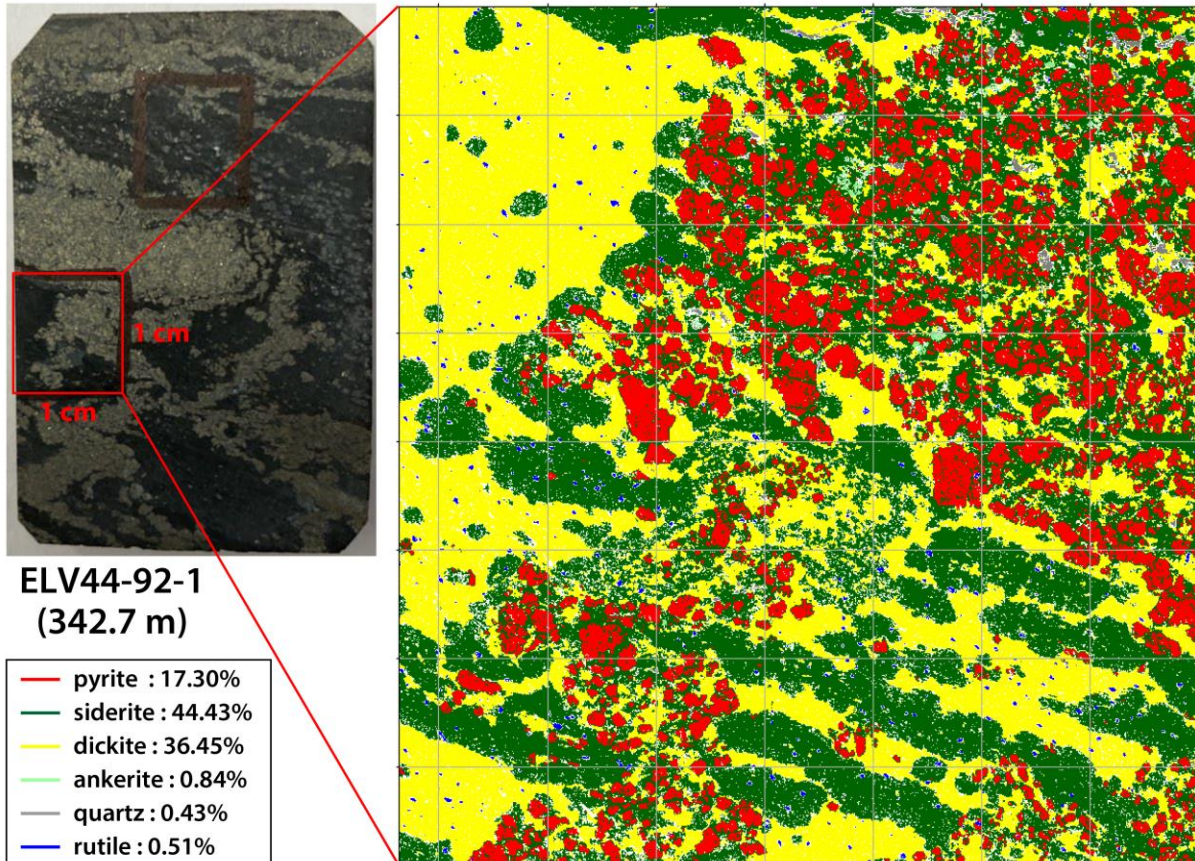 1 cm
1 cm
ELV44-92-1
(342.7 m)
pyrite : 17.30%
siderite : 44.43%
dickite : 36.45%
ankerite : 0.84%
quartz : 0.43%
rutile : 0.51%